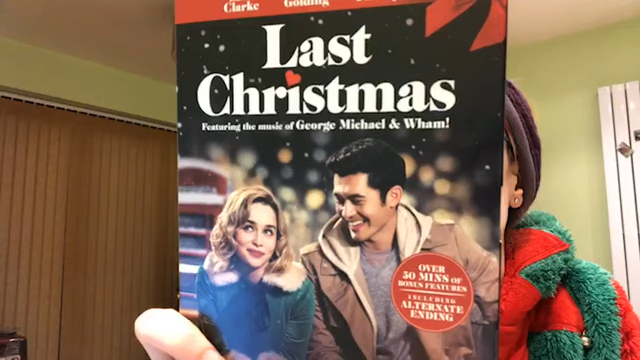 Clarke Golding
Last
Christmas
Featuring the music of George Michael & Wham!
OVER
50 MINS OF
BONUS FEATURES
INCLUDING
ALTERNATE
ENDING